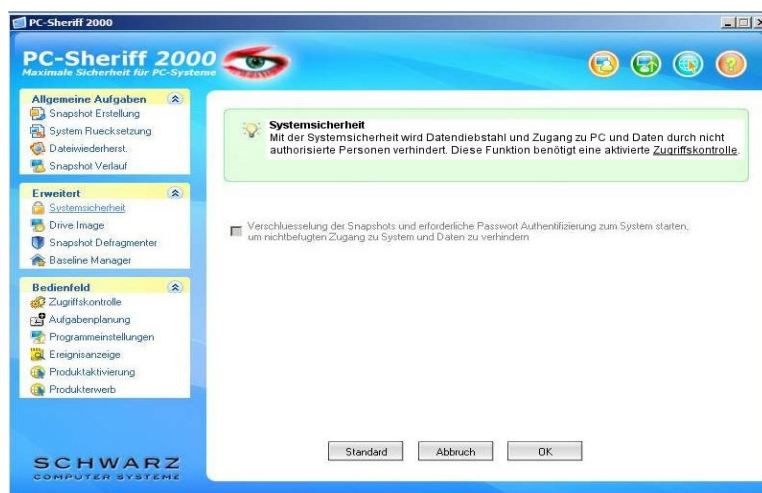 PC-Sheriff 2000
PC-Sheriff 2000
Maximale Sicherheit für PC-Systeme
Allgemeine Aufgaben
Snapshot Erstellung
System Ruecksetzung
Dateiwiederherst.
Snapshot Verlauf
Erweitert
Systemsicherheit
Drive Image
Snapshot Defragmenter
Baseline Manager
Bedienfeld
Zugriffskontrolle
Aufgabenplanung
Programmeinstellungen
Ereignisanzeige
Produktaktivierung
Produkterwerb
SCHWARZ
COMPUTER SYSTEME
Systemsicherheit
Mit der Systemsicherheit wird Datendiebstahl und Zugang zu PC und Daten durch nicht
authorisierte Personen verhindert. Diese Funktion benötigt eine aktivierte Zugriffskontrolle.
Verschluesselung der Snapshots und erforderliche Passwort Authentifizierung zum System starten,
um nichtbefugten Zugang zu System und Daten zu verhindern
Standard
Abbruch
OK